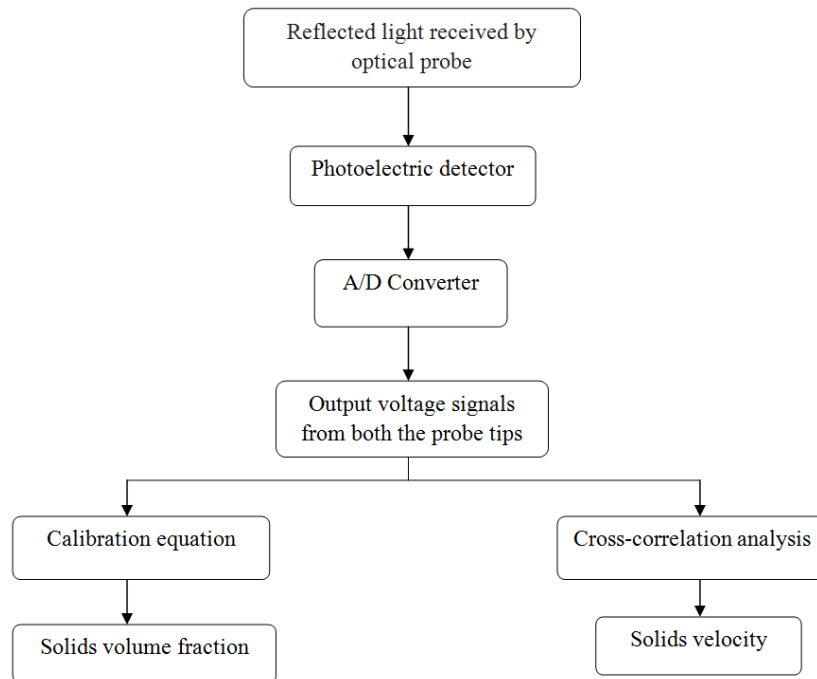 Reflected light received by
optical probe
Photoelectric detector
A/D Converter
Output voltage signals
from both the probe tips
Calibration equation
Cross-correlation analysis
Solids volume fraction
Solids velocity